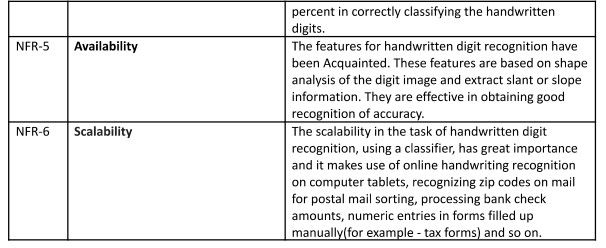 percent in correctly classifying the handwritten
digits.
NFR-5 Availability The features for handwritten digit recognition have
been Acquainted. These features are based on shape
analysis of the digit image and extract slant or slope
information. They are effective in obtaining good
recognition of accuracy.
NFR-6 Scalability The scalability in the task of handwritten digit
recognition, using a classifier, has great importance
and it makes use of online handwriting recognition
on computer tablets, recognizing zip codes on mail
for postal mail sorting, processing bank check
amounts, numeric entries in forms filled up
manually(for example - tax forms) and so on.